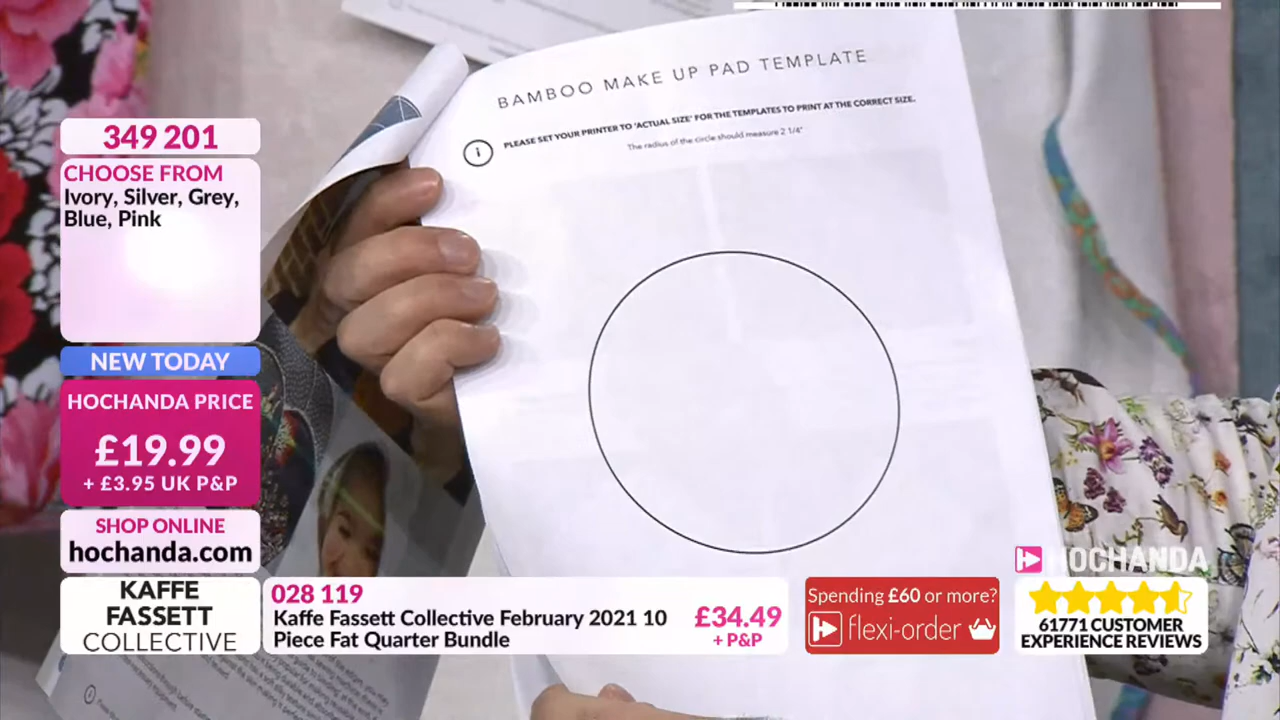 BAMBOO MAKE UP PAD TEMPLATE
i
PLEASE SET YOUR PRINTER TO 'ACTUAL SIZE' FOR THE TEMPLATES TO PRINT AT THE CORRECT SIZE.
The radius of the circle should measure 2 1/4"
349 201
CHOOSE FROM
Ivory, Silver, Grey,
Blue, Pink
NEW TODAY
HOCHANDA PRICE
£19.99
+ £3.95 UK P&P
SHOP ONLINE
hochanda.com
KAFFE
FASSETT
COLLECTIVE
028 119
Kaffe Fassett Collective February 2021 10
Piece Fat Quarter Bundle
£34.49
+ P&P
Spending £60 or more?
flexi-order
HOCHANDA
61771 CUSTOMER
EXPERIENCE REVIEWS